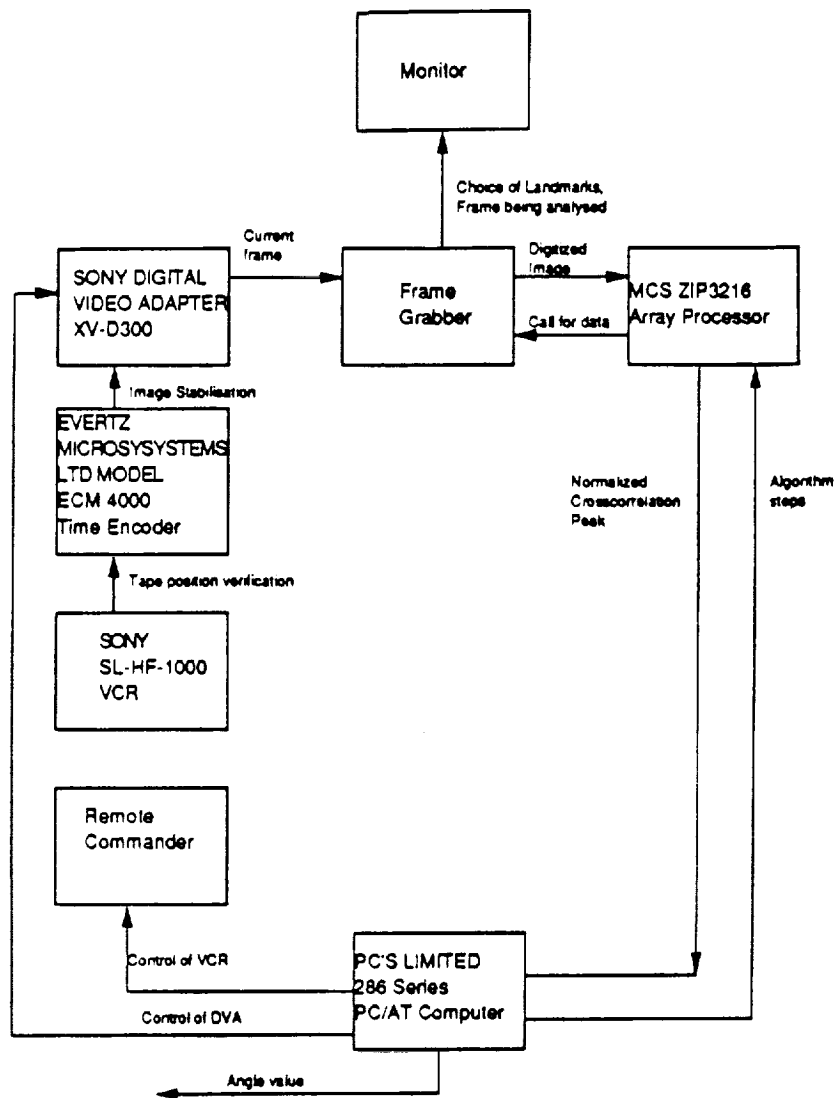 Monitor
Choice of Landmarks,
Frame being analysed
Current
frame
SONY DIGITAL
VIDEO ADAPTER
XV-D300
Frame
Grabber
Digitized
Image
Call for data
MCS ZIP3216
Array Processor
Image Stabilisation
EVERTZ
MICROSYSYSTEMS
LTD MODEL
ECM 4000
Time Encoder
Normalized
Crosscorrelation
Peak
Algorithm
steps
Tape position verification
SONY
SL-HF-1000
VCR
Remote
Commander
Control of VCR
PC'S LIMITED
286 Series
PC/AT Computer
Control of DVA
Angle value